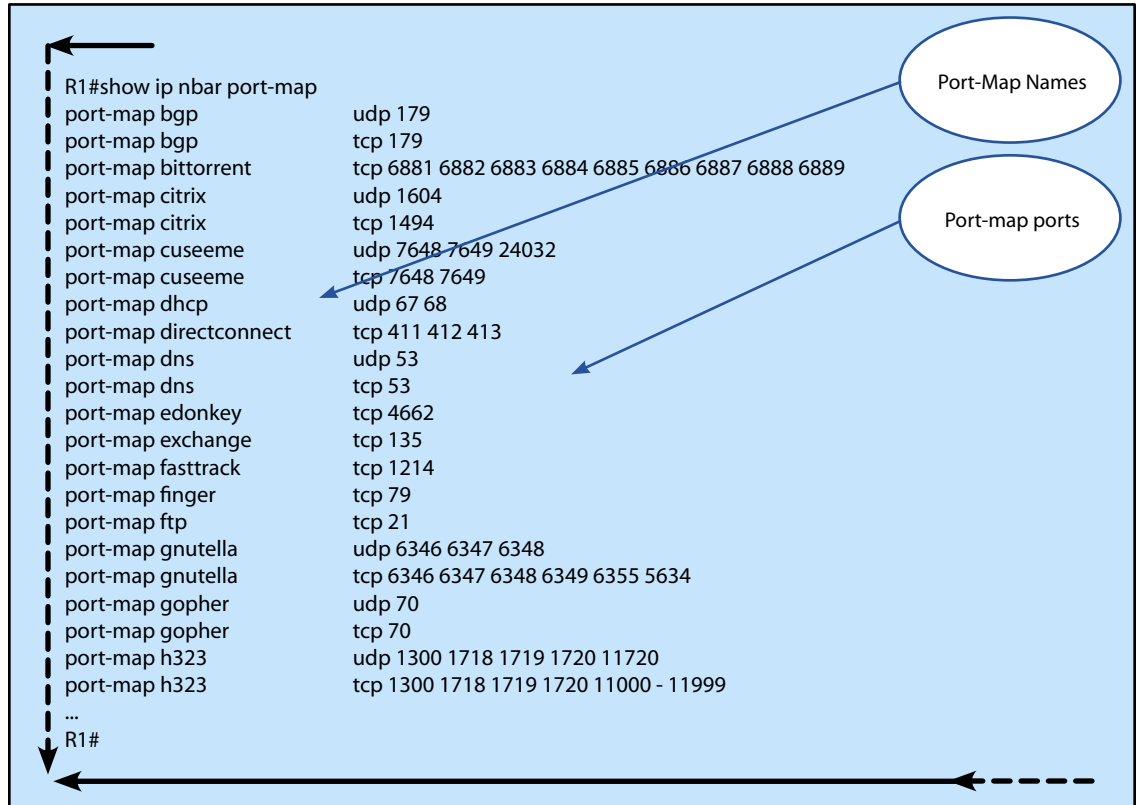 R1#show ip nbar port-map
port-map bgp udp 179
port-map bgp tcp 179
port-map bittorrent tcp 6881 6882 6883 6884 6885 6886 6887 6888 6889
port-map citrix udp 1604
port-map citrix tcp 1494
port-map cuseeme udp 7648 7649 24032
port-map cuseeme tcp 7648 7649
port-map dhcp udp 67 68
port-map directconnect tcp 411 412 413
port-map dns udp 53
port-map dns tcp 53
port-map edonkey tcp 4662
port-map exchange tcp 135
port-map fasttrack tcp 1214
port-map finger tcp 79
port-map ftp tcp 21
port-map gnutella udp 6346 6347 6348
port-map gnutella tcp 6346 6347 6348 6349 6355 5634
port-map gopher udp 70
port-map gopher tcp 70
port-map h323 udp 1300 1718 1719 1720 11720
port-map h323 tcp 1300 1718 1719 1720 11000 - 11999
...
R1#
Port-Map Names
Port-map ports